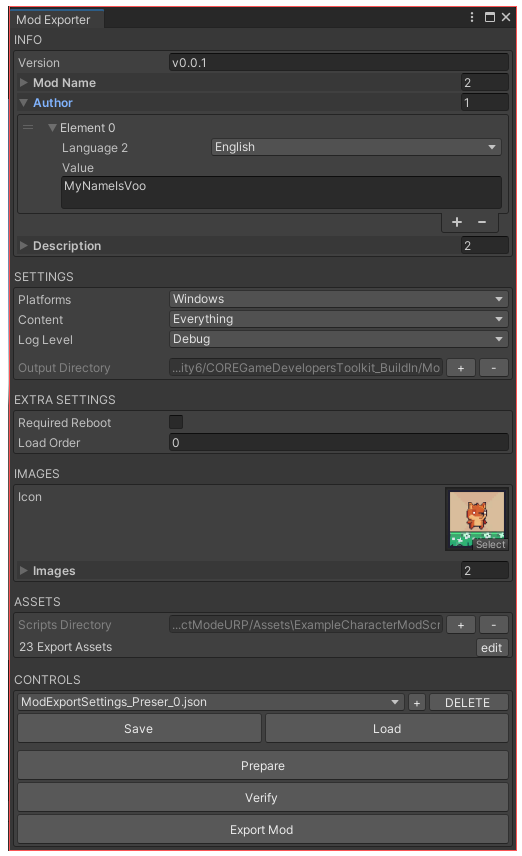 Mod Exporter
INFO
Version v0.0.1
Mod Name 2
Author 1
Element 0
Language 2 English
Value
MyNameIsVoo
Description 2
SETTINGS
Platforms Windows
Content Everything
Log Level Debug
Output Directory ...ity6/COREGameDevelopersToolkit_BuildIn/Mo + -
EXTRA SETTINGS
Required Reboot
Load Order 0
IMAGES
Icon
Select
Images 2
ASSETS
Scripts Directory ...ctModeURP/Assets\ExampleCharacterModScr + -
23 Export Assets edit
CONTROLS
ModExportSettings_Preser_0.json + DELETE
Save Load
Prepare
Verify
Export Mod